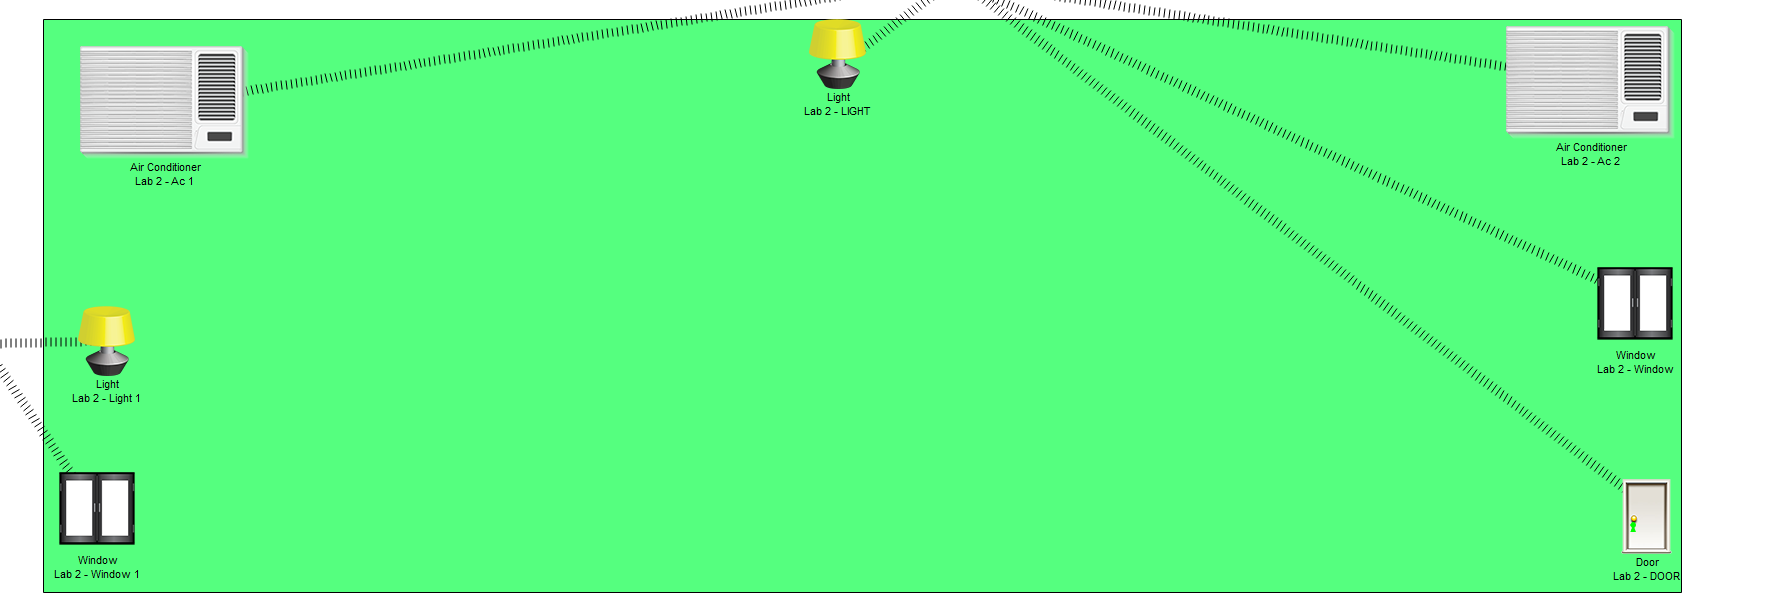 Light
Lab 2 - LIGHT
Air Conditioner
Lab 2 - Ac 1
Air Conditioner
Lab 2 - Ac 2
Window
Lab 2 - Window
Light
Lab 2 - Light 1
Window
Lab 2 - Window 1
Door
Lab 2 - DOOR